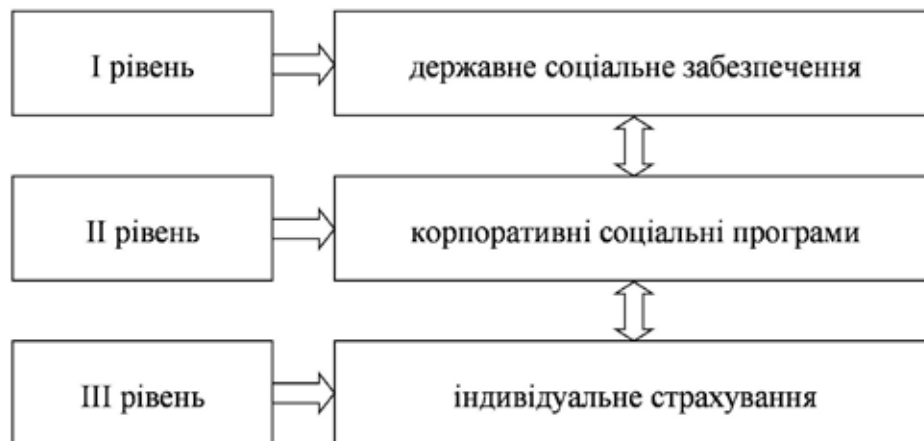 I рівень
державне соціальне забезпечення
II рівень
корпоративні соціальні програми
III рівень
індивідуальне страхування